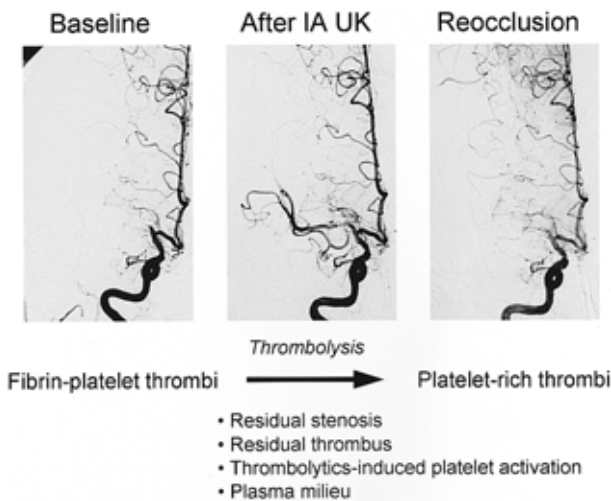 Baseline After IA UK Reocclusion
Thrombolysis
Fibrin-platelet thrombi Platelet-rich thrombi
• Residual stenosis
• Residual thrombus
• Thrombolytics-induced platelet activation
• Plasma milieu